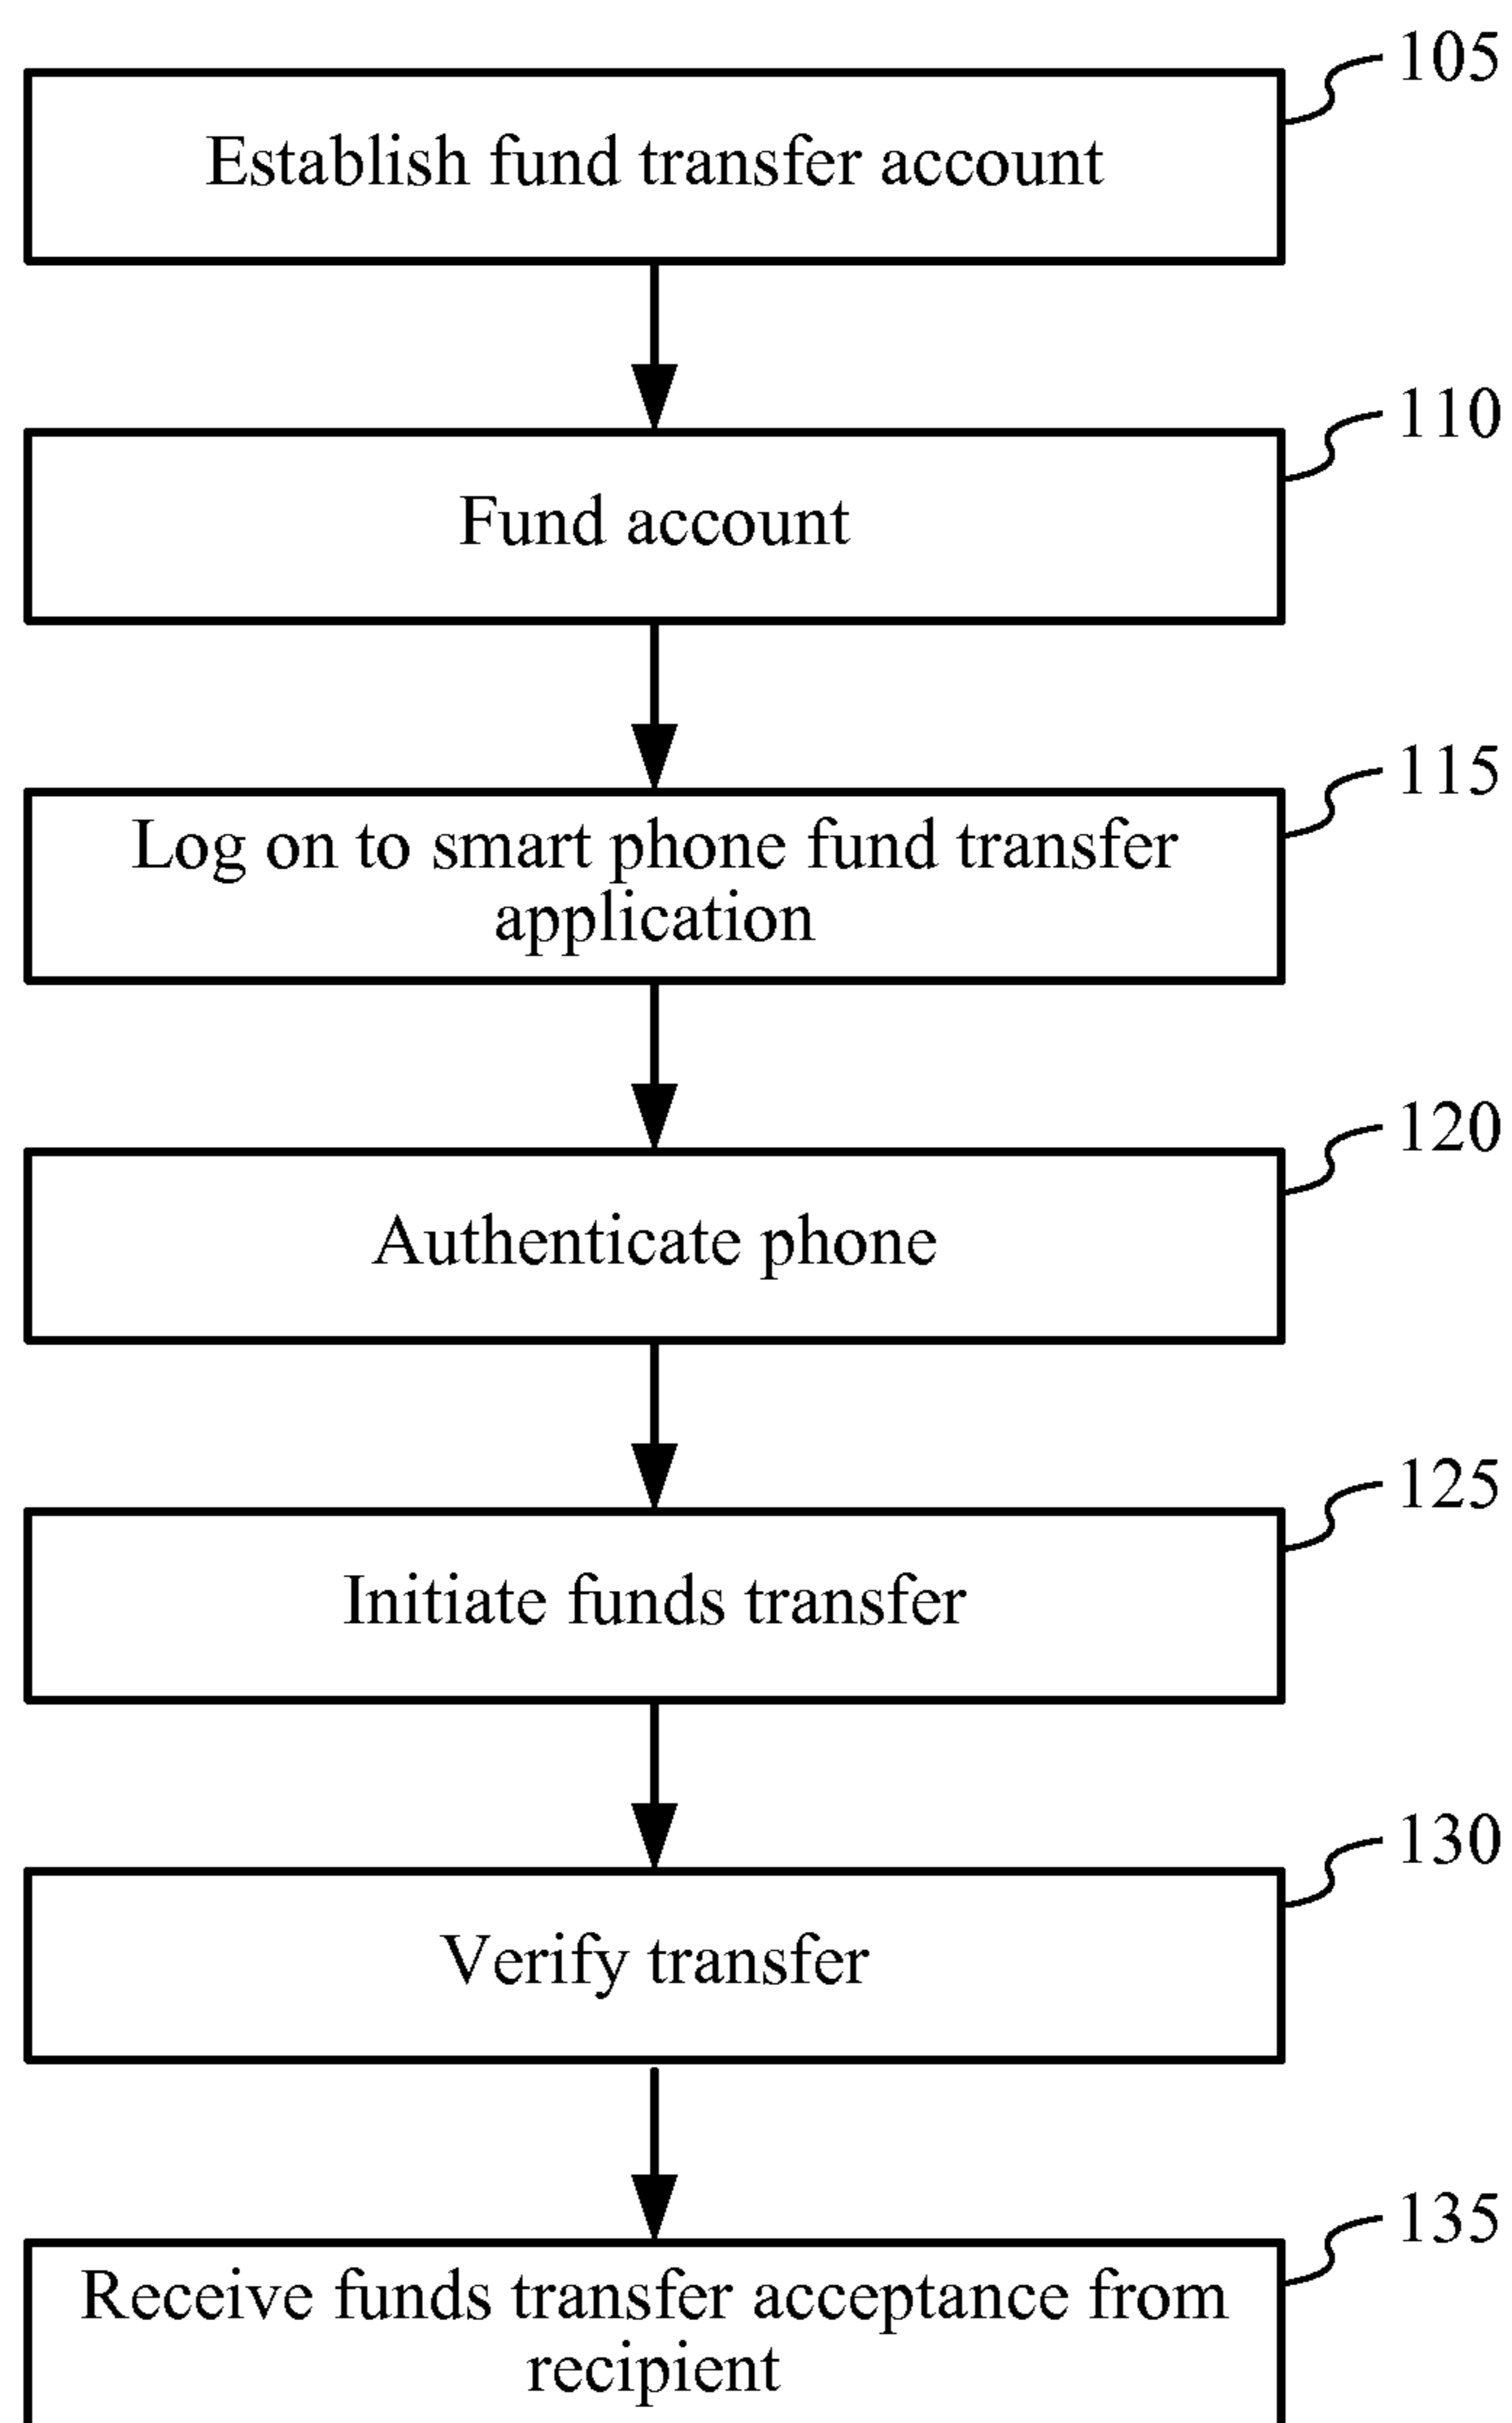 105
Establish fund transfer account
110
Fund account
115
Log on to smart phone fund transfer
application
120
Authenticate phone
125
Initiate funds transfer
130
Verify transfer
135
Receive funds transfer acceptance from
recipient